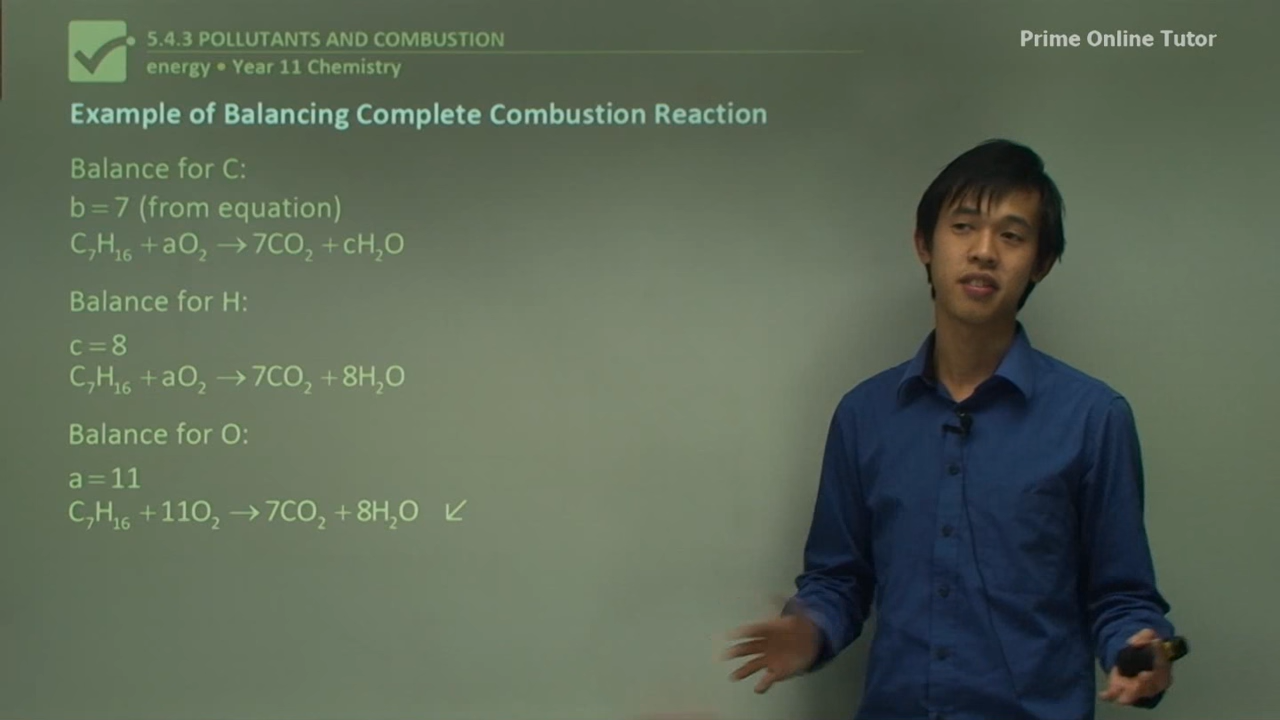 5.4.3 POLLUTANTS AND COMBUSTION
energy • Year 11 Chemistry
Prime Online Tutor
Example of Balancing Complete Combustion Reaction
Balance for C:
b = 7 (from equation)
C₇H₁₆ + aO₂ → 7CO₂ + cH₂O
Balance for H:
c = 8
C₇H₁₆ + aO₂ → 7CO₂ + 8H₂O
Balance for O:
a = 11
C₇H₁₆ + 11O₂ → 7CO₂ + 8H₂O ↙